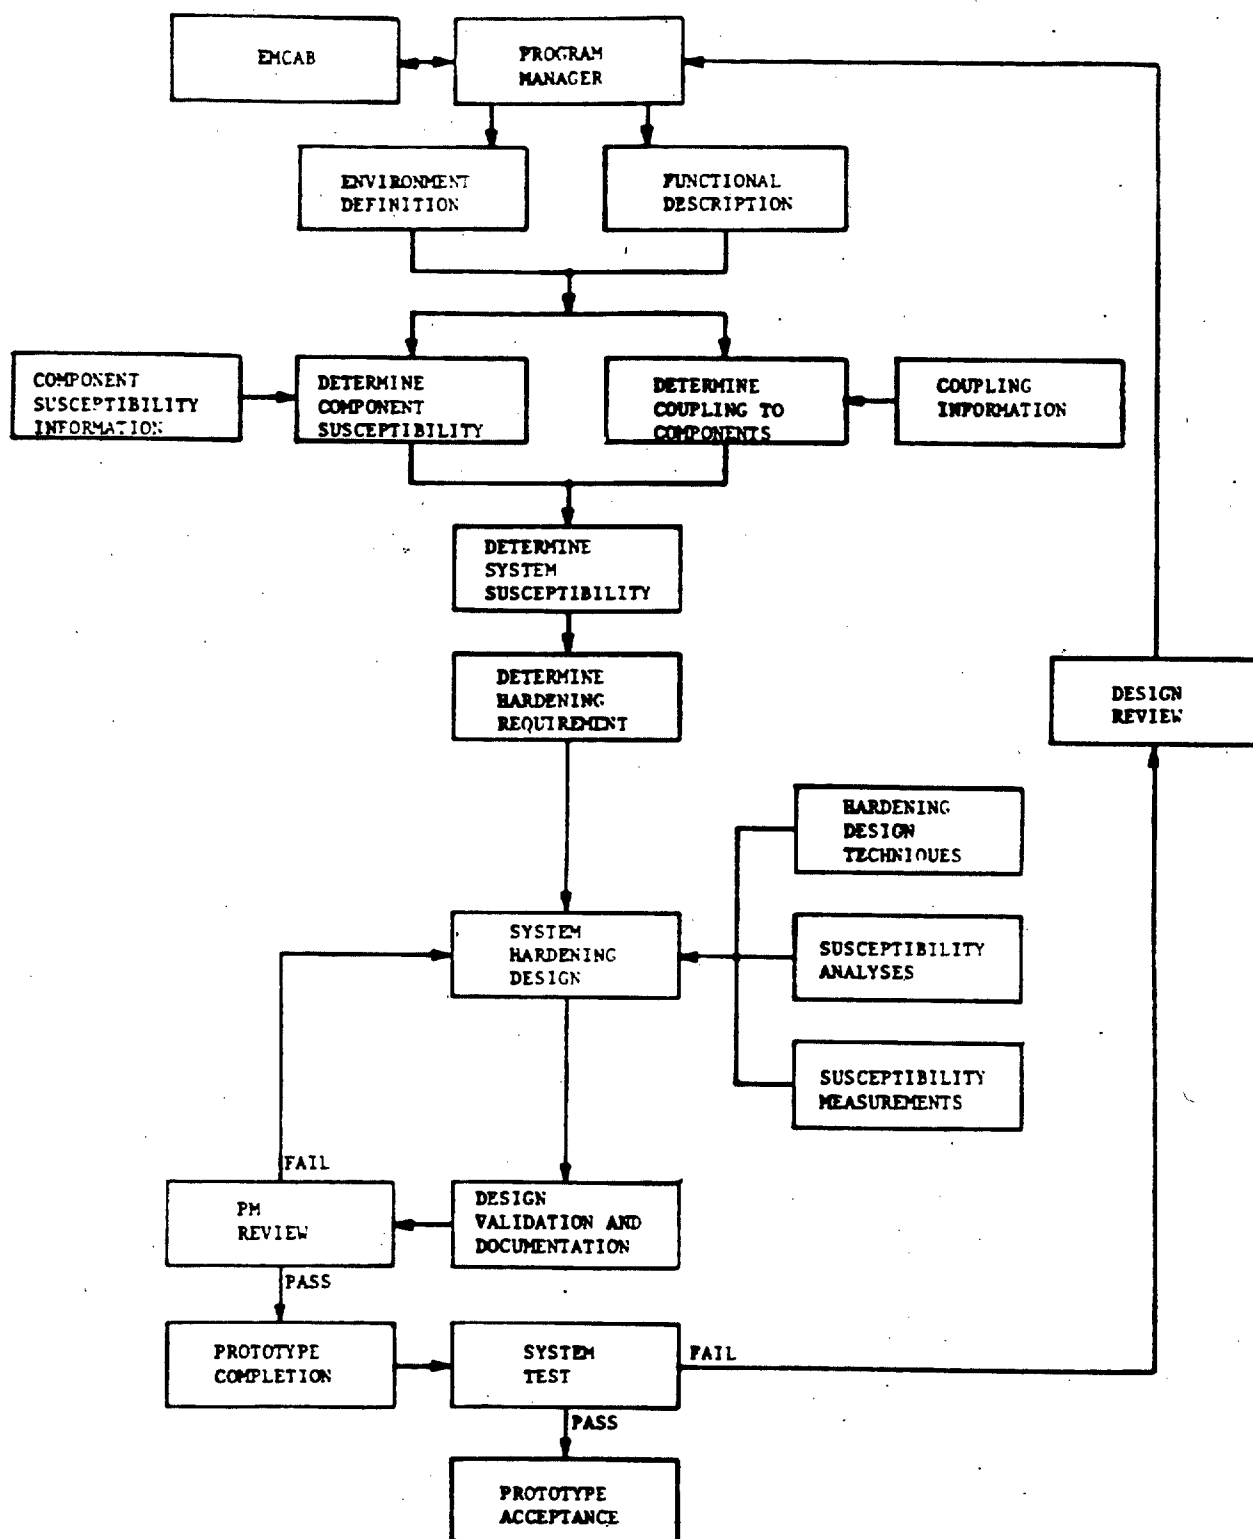 EMCAB
PROGRAM
MANAGER
ENVIRONMENT
DEFINITION
FUNCTIONAL
DESCRIPTION
COMPONENT
SUSCEPTIBILITY
INFORMATION
DETERMINE
COMPONENT
SUSCEPTIBILITY
DETERMINE
COUPLING TO
COMPONENTS
COUPLING
INFORMATION
DETERMINE
SYSTEM
SUSCEPTIBILITY
DETERMINE
HARDENING
REQUIREMENT
DESIGN
REVIEW
HARDENING
DESIGN
TECHNIQUES
SYSTEM
HARDENING
DESIGN
SUSCEPTIBILITY
ANALYSES
SUSCEPTIBILITY
MEASUREMENTS
FAIL
PM
REVIEW
DESIGN
VALIDATION AND
DOCUMENTATION
PASS
PROTOTYPE
COMPLETION
SYSTEM
TEST
FAIL
PASS
PROTOTYPE
ACCEPTANCE